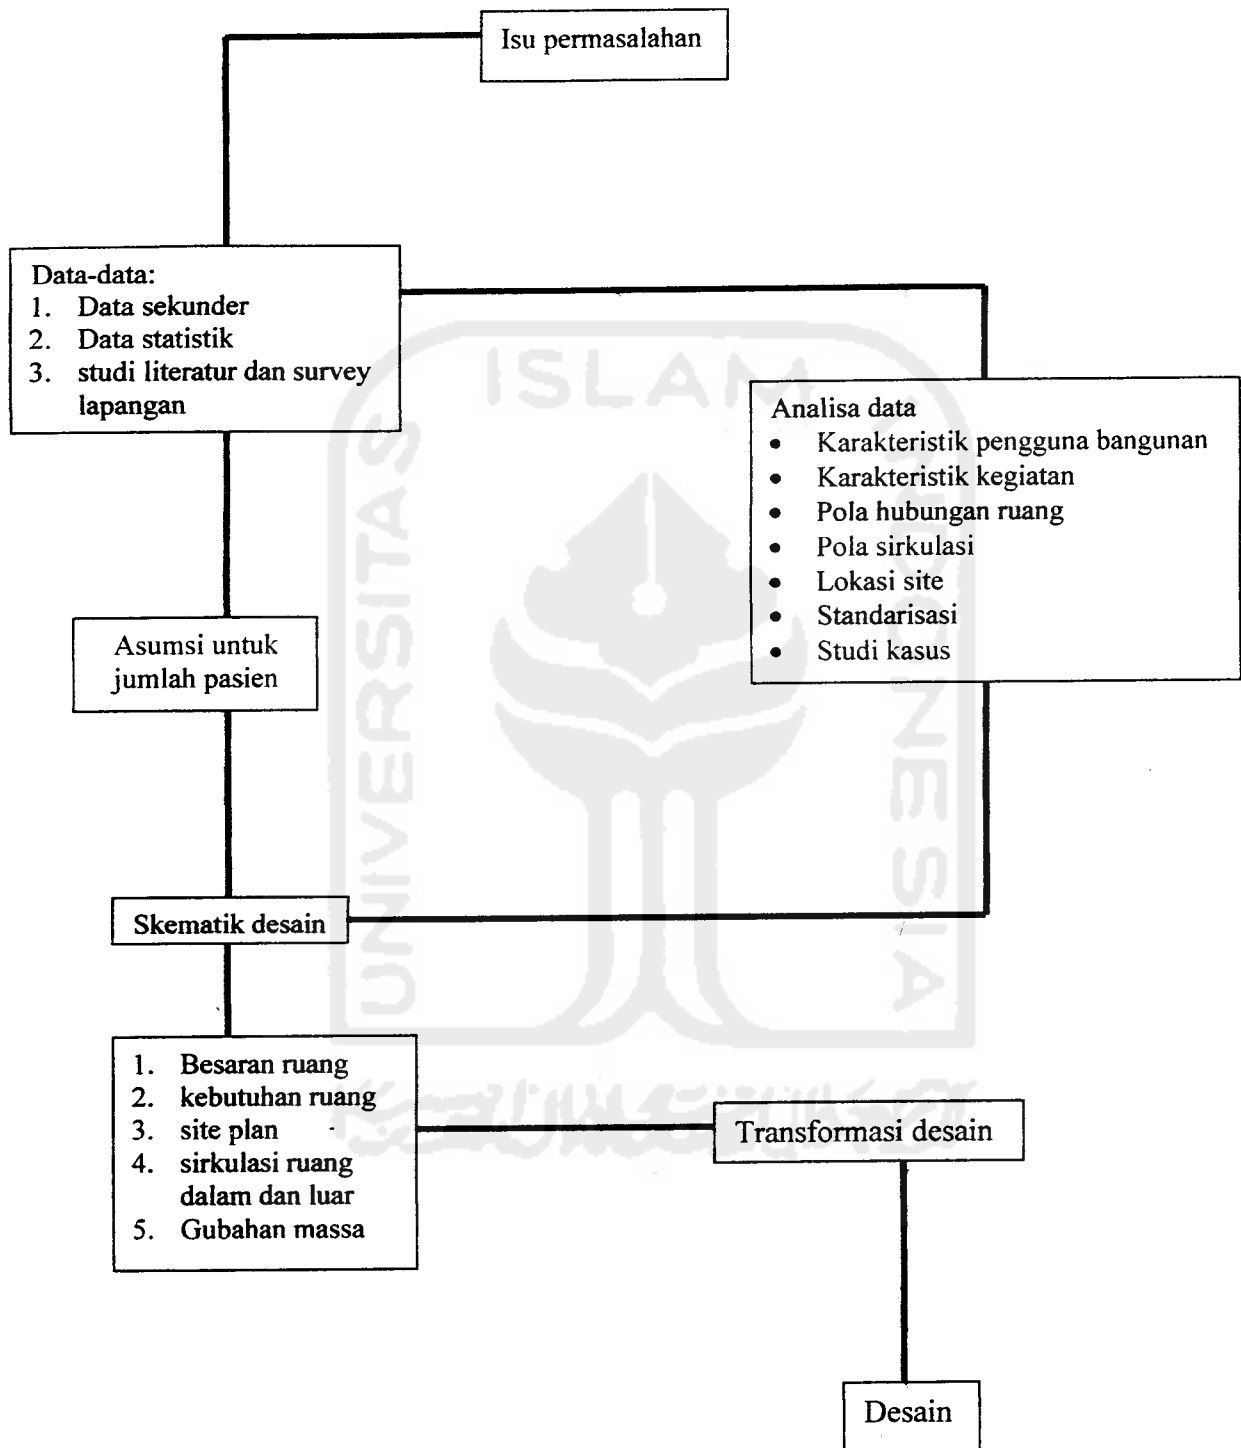 Isu permasalahan
Data-data:
1. Data sekunder
2. Data statistik
3. studi literatur dan survey
lapangan
Analisa data
• Karakteristik pengguna bangunan
• Karakteristik kegiatan
• Pola hubungan ruang
• Pola sirkulasi
• Lokasi site
• Standarisasi
• Studi kasus
Asumsi untuk
jumlah pasien
Skematik desain
1. Besaran ruang
2. kebutuhan ruang
3. site plan
4. sirkulasi ruang
dalam dan luar
5. Gubahan massa
Transformasi desain
Desain
UNIVERSITAS
ISLAM
INDONESIA